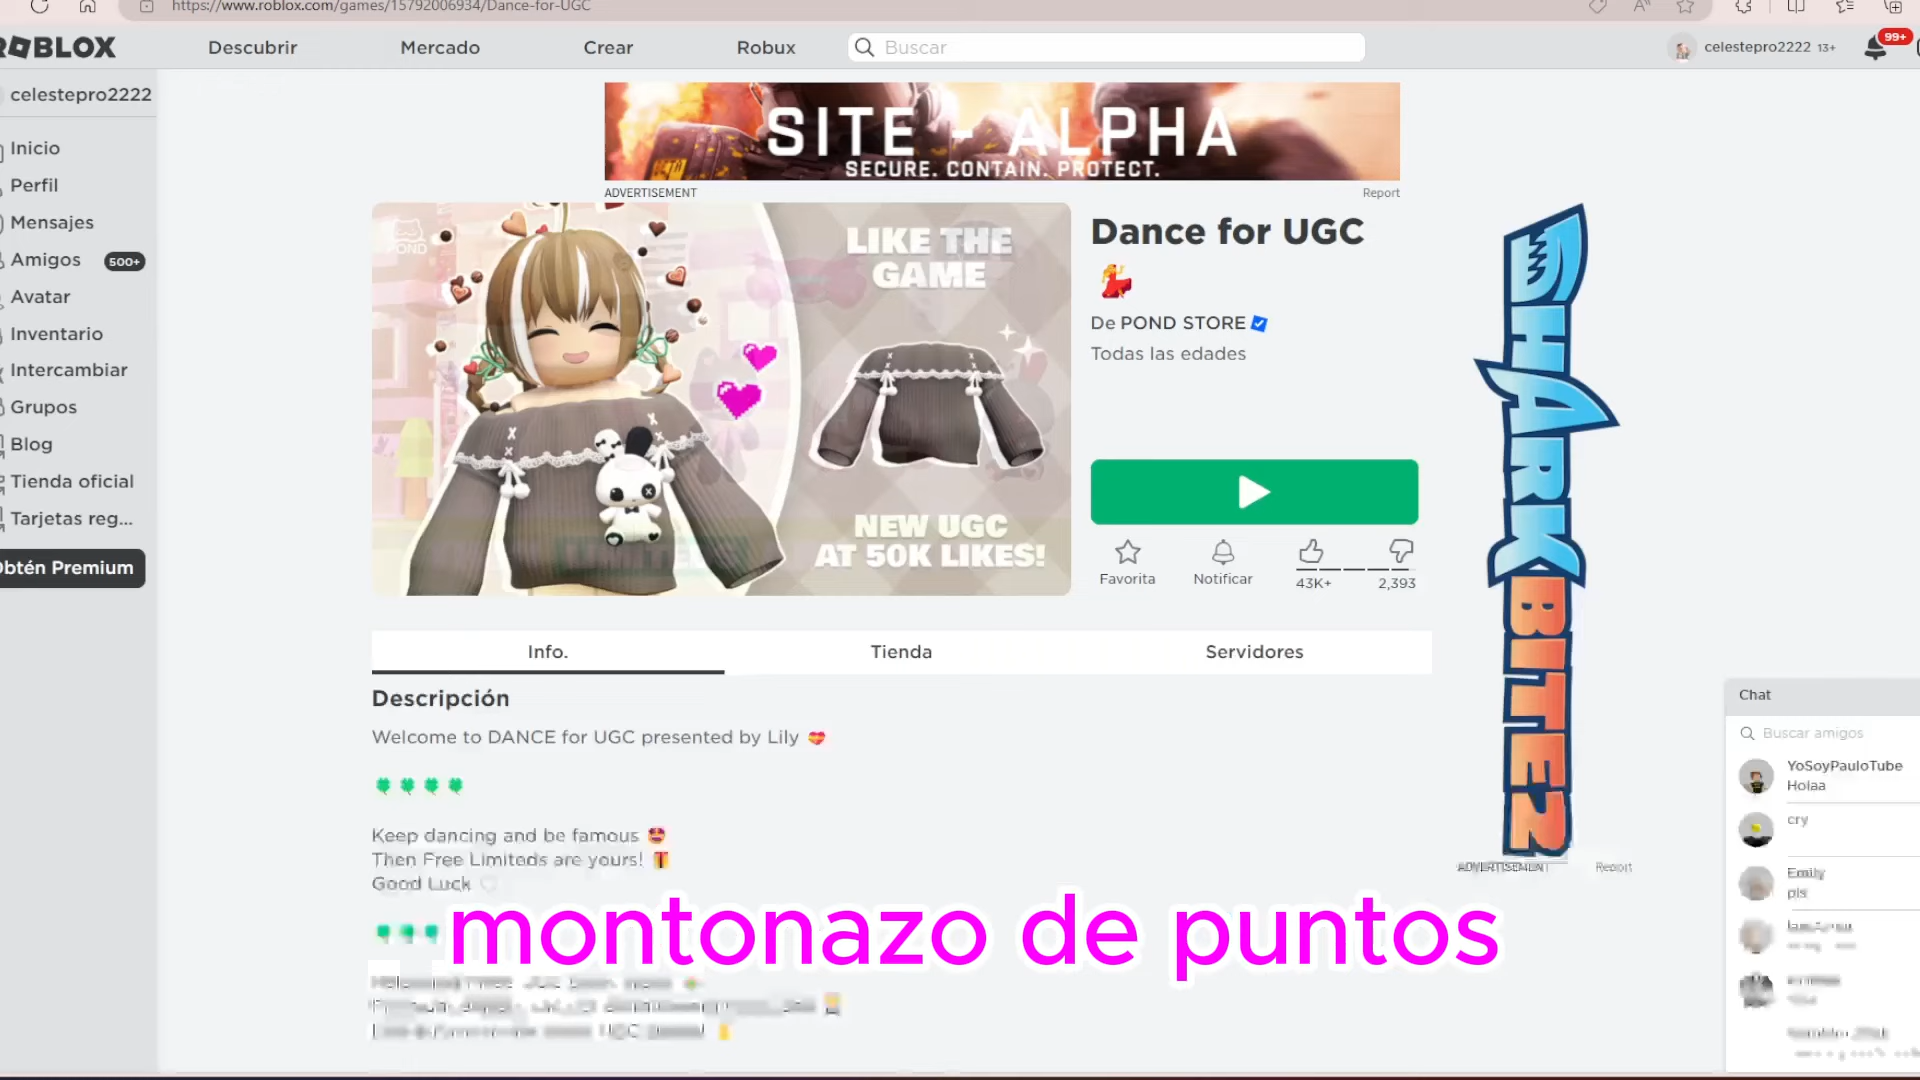 https://www.roblox.com/games/15792006934/Dance-for-UGC
ROBLOX
Descubrir
Mercado
Crear
Robux
Buscar
celestepro2222 13+
99+
celestepro2222
Inicio
Perfil
Mensajes
Amigos 500+
Avatar
Inventario
Intercambiar
Grupos
Blog
Tienda oficial
Tarjetas reg...
Obtén Premium
SITE - ALPHA
SECURE. CONTAIN. PROTECT.
ADVERTISEMENT
Report
POND
LIKE THE
GAME
NEW UGC
AT 50K LIKES!
Dance for UGC
💃
De POND STORE
Todas las edades
Favorita
Notificar
43K+
2,393
SHARKBITE2
ADVERTISEMENT
Report
Info.
Tienda
Servidores
Descripción
Welcome to DANCE for UGC presented by Lily 💝
🍀 🍀 🍀 🍀
Keep dancing and be famous 🤩
Then Free Limiteds are yours! 🎁
Good Luck 🤍
montonazo de puntos
Chat
Buscar amigos
YoSoyPauloTube
Holaa
cry
Emily
pls